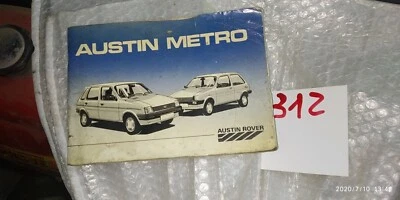 AUSTIN METRO
312
AUSTIN ROVER
2020/7/10 13:48